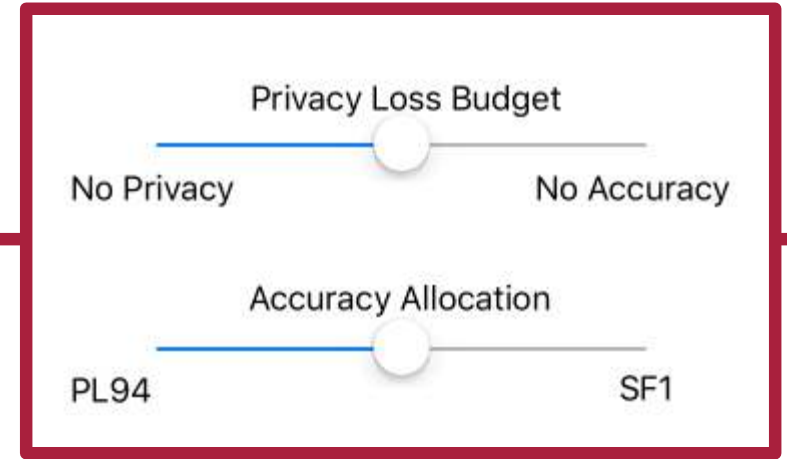 Privacy Loss Budget
No Privacy No Accuracy
Accuracy Allocation
PL94 SF1